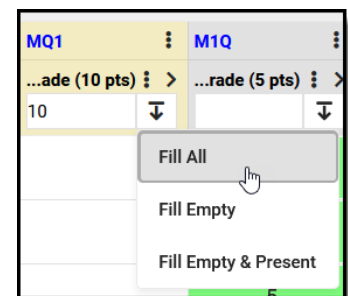 MQ1 M1Q
...ade (10 pts) ...rade (5 pts)
10
Fill All
Fill Empty
Fill Empty & Present
5